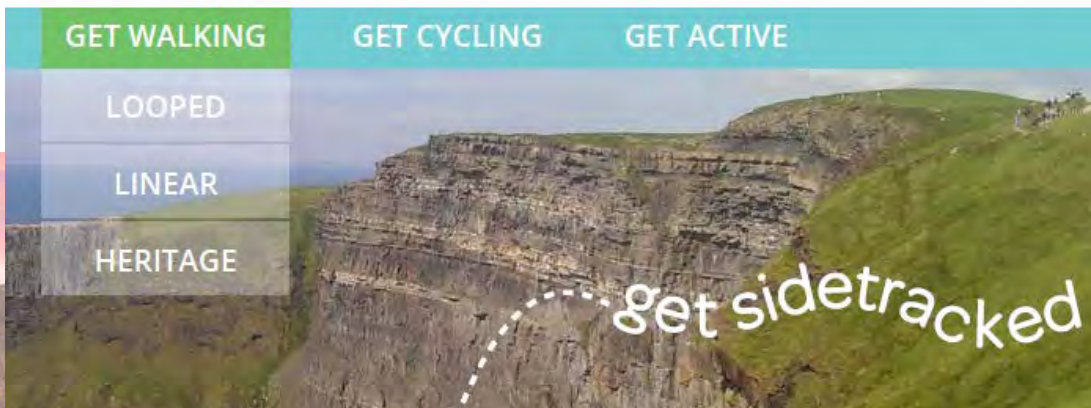 GET WALKING GET CYCLING GET ACTIVE
LOOPED
LINEAR
HERITAGE
get sidetracked